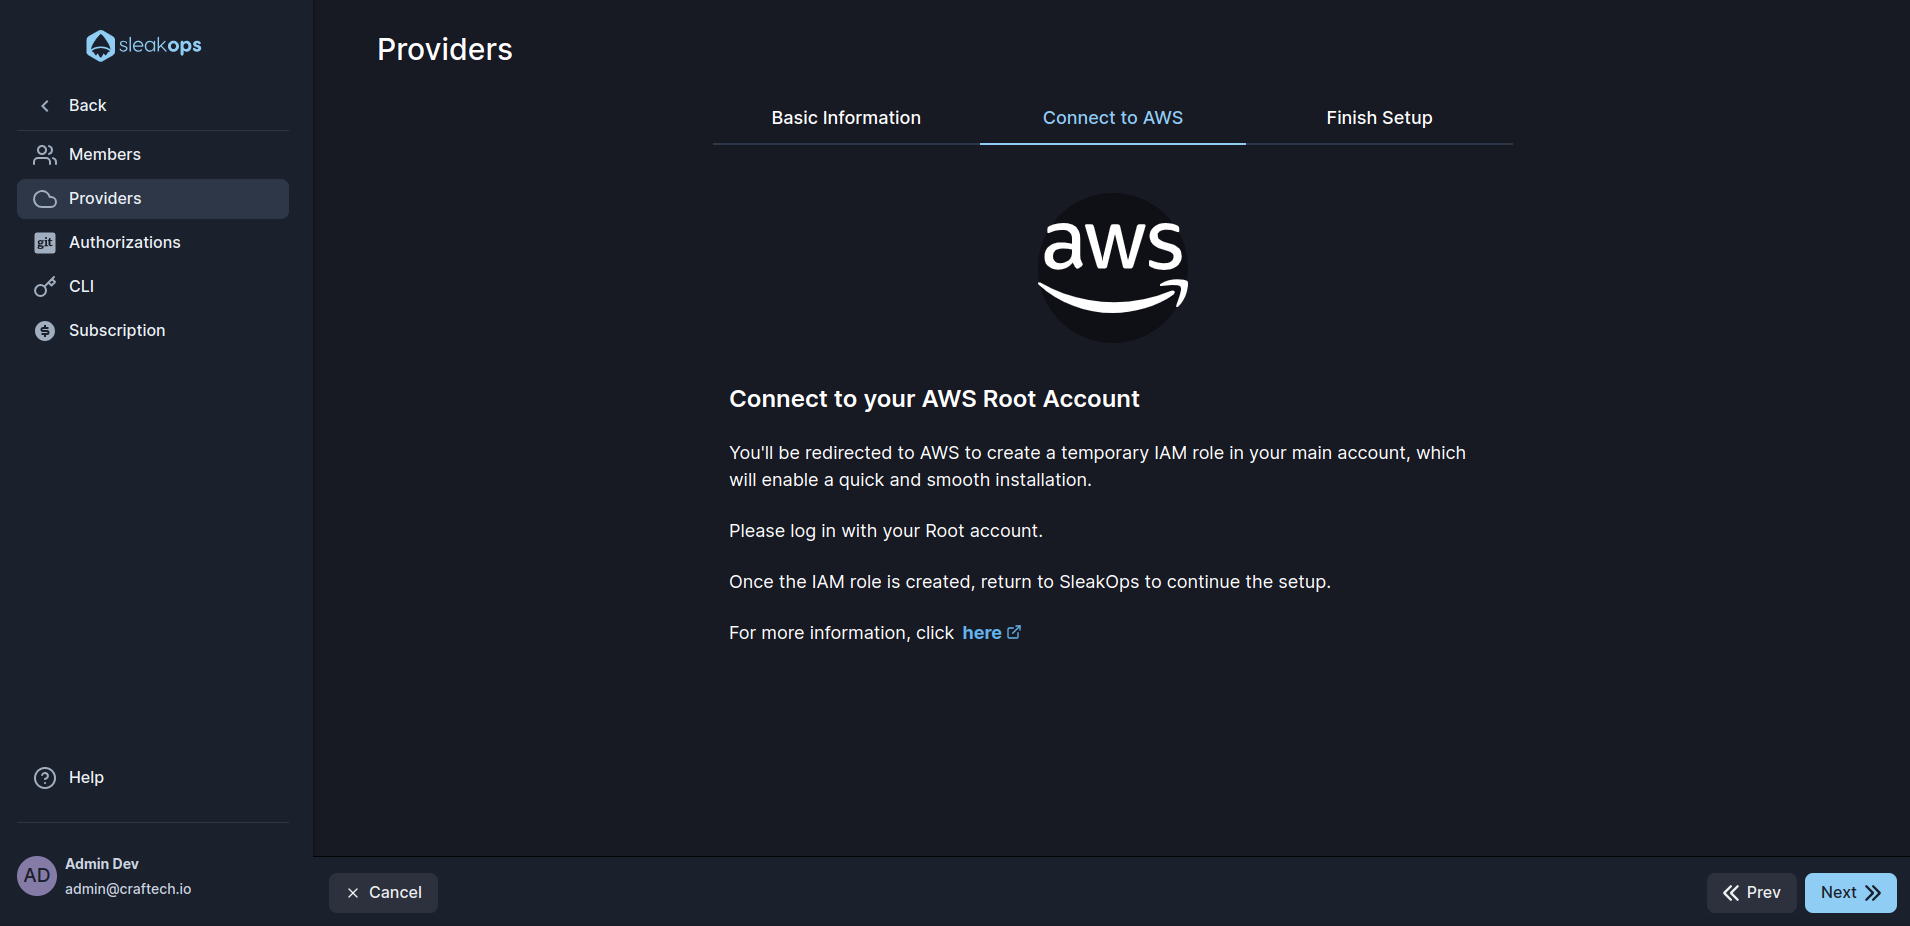 sleakops
Back
Members
Providers
git
Authorizations
CLI
Subscription
Help
AD
Admin Dev
admin@craftech.io
Providers
Basic Information
Connect to AWS
Finish Setup
aws
Connect to your AWS Root Account
You'll be redirected to AWS to create a temporary IAM role in your main account, which
will enable a quick and smooth installation.
Please log in with your Root account.
Once the IAM role is created, return to SleakOps to continue the setup.
For more information, click here
Cancel
Prev
Next